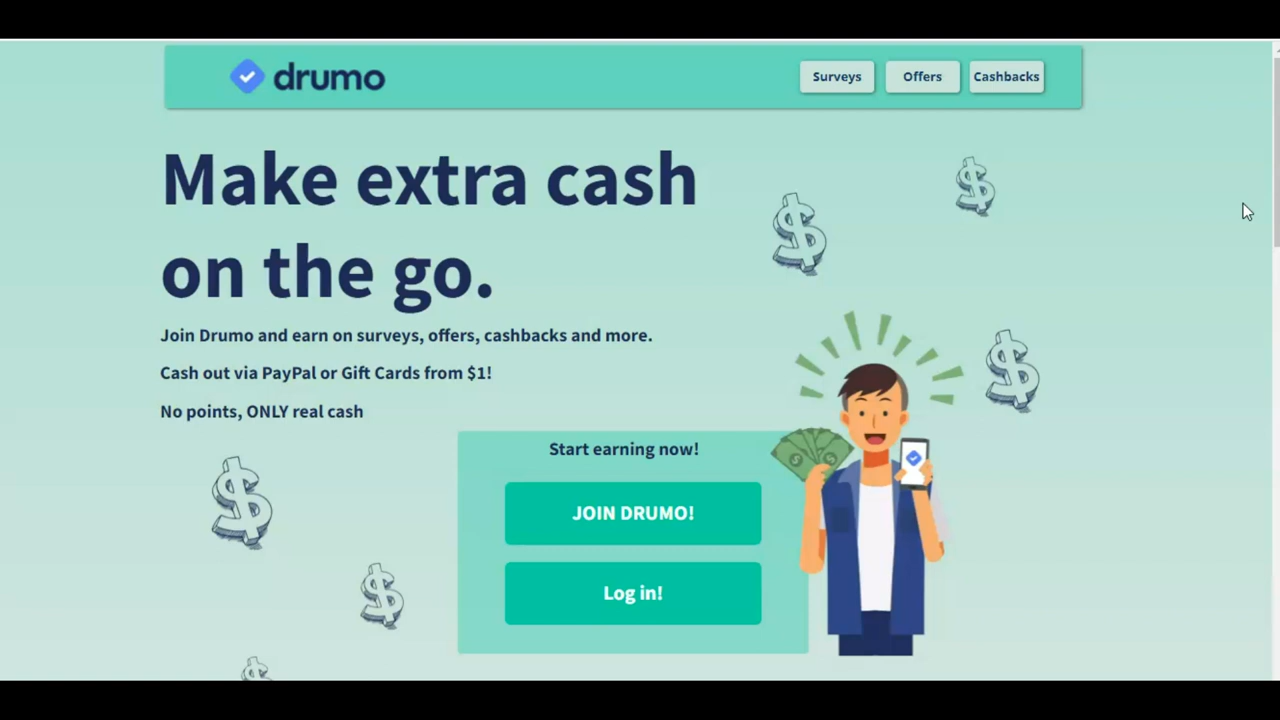 drumo
Surveys
Offers
Cashbacks
Make extra cash
on the go.
Join Drumo and earn on surveys, offers, cashbacks and more.
Cash out via PayPal or Gift Cards from $1!
No points, ONLY real cash
Start earning now!
JOIN DRUMO!
Log in!